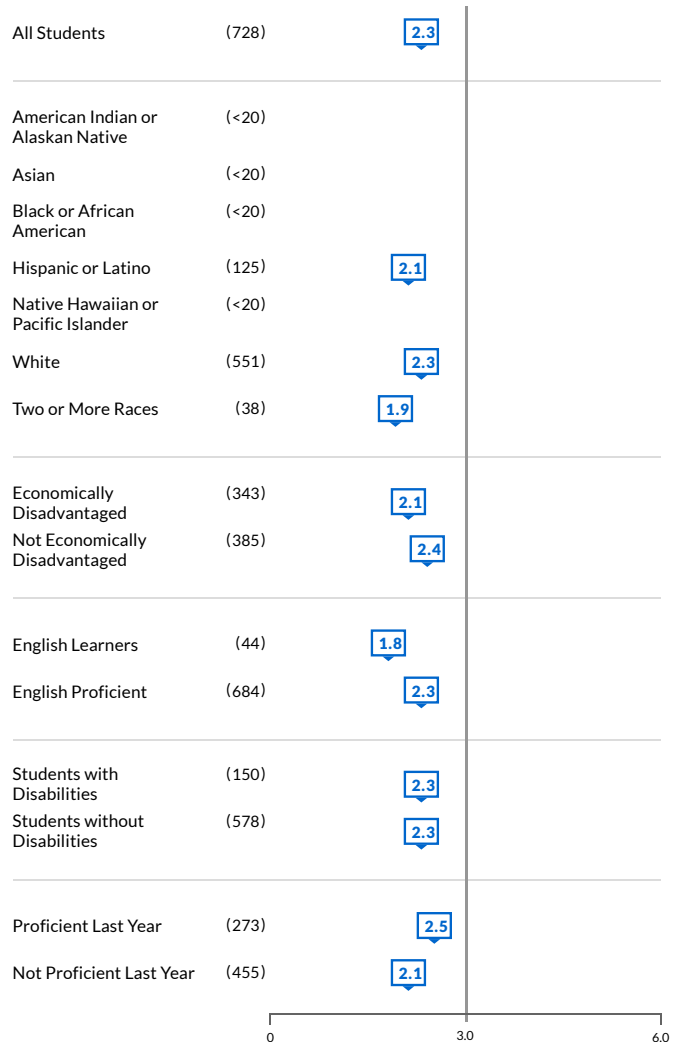 All Students (728) 2.3
American Indian or (<20)
Alaskan Native
Asian (<20)
Black or African (<20)
American
Hispanic or Latino (125) 2.1
Native Hawaiian or (<20)
Pacific Islander
White (551) 2.3
Two or More Races (38) 1.9
Economically (343) 2.1
Disadvantaged
Not Economically (385) 2.4
Disadvantaged
English Learners (44) 1.8
English Proficient (684) 2.3
Students with (150) 2.3
Disabilities
Students without (578) 2.3
Disabilities
Proficient Last Year (273) 2.5
Not Proficient Last Year (455) 2.1
0 3.0 6.0